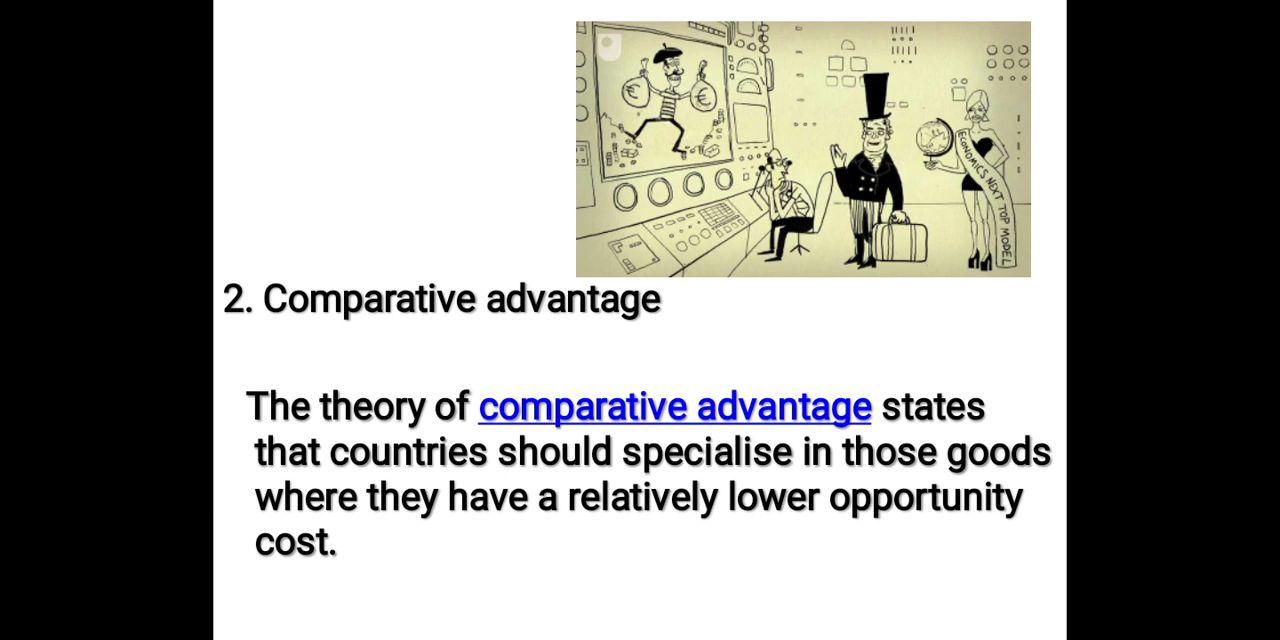 €
€
ECONOMICS NEXT TOP MODEL
2. Comparative advantage
The theory of comparative advantage states
that countries should specialise in those goods
where they have a relatively lower opportunity
cost.